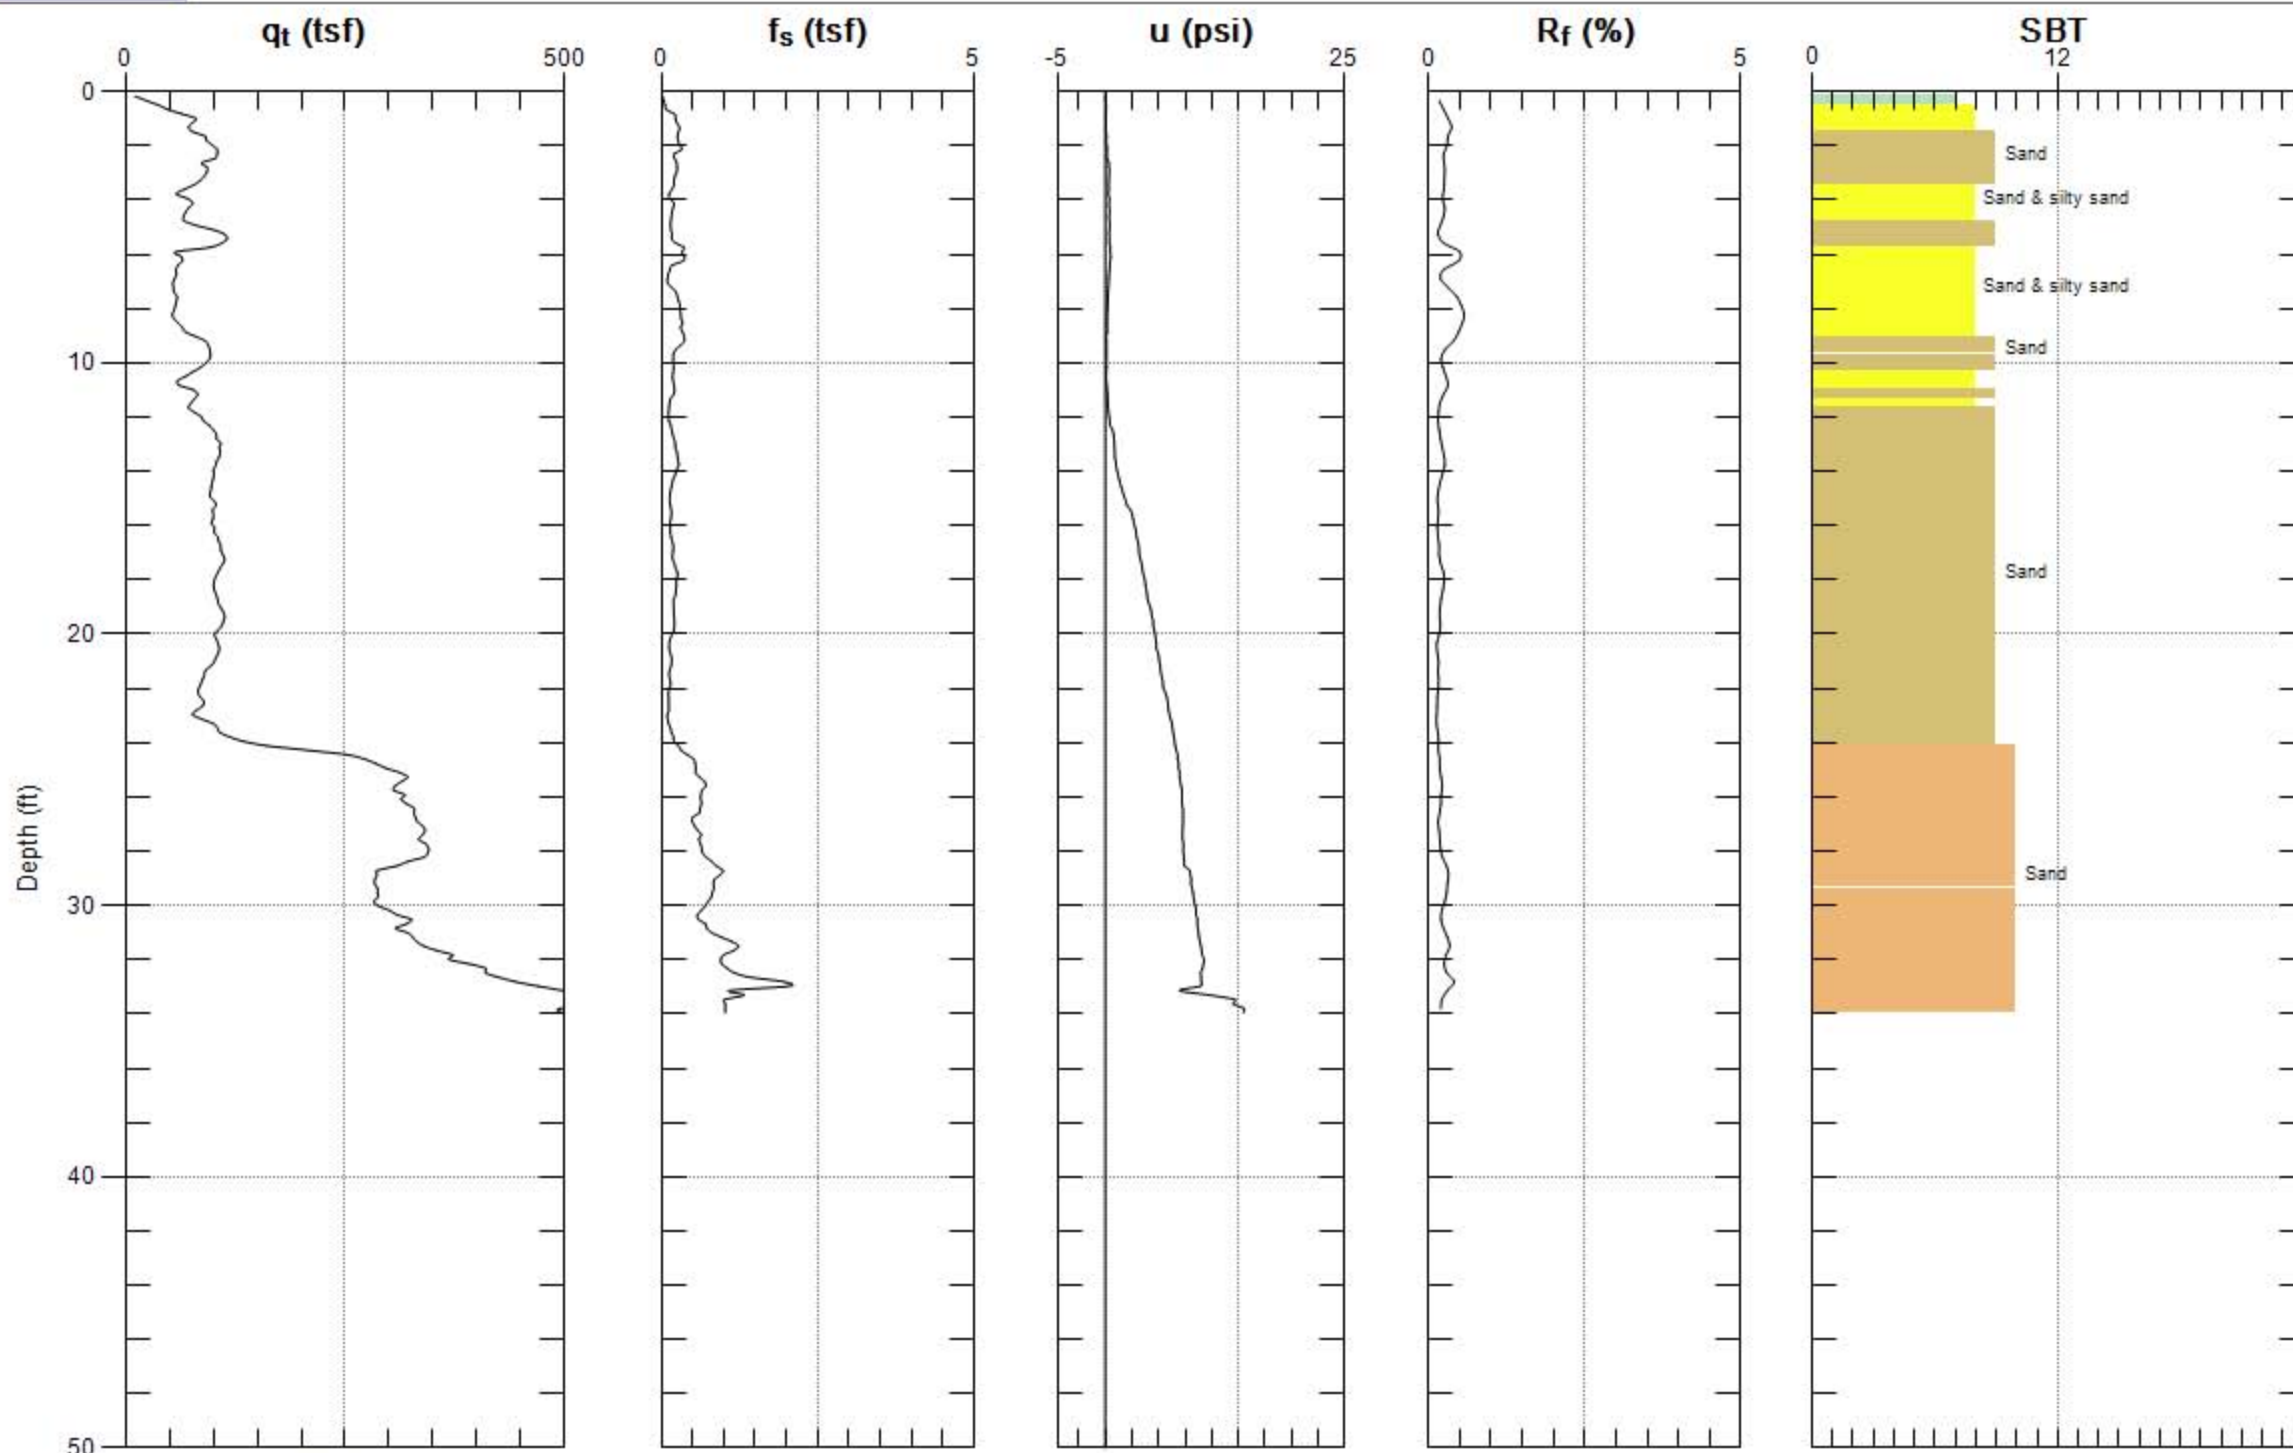 qt (tsf)
fs (tsf)
u (psi)
Rf (%)
SBT
0
500
0
5
-5
25
0
5
0
12
0
10
20
30
40
50
Depth (ft)
Sand
Sand & silty sand
Sand & silty sand
Sand
Sand
Sand